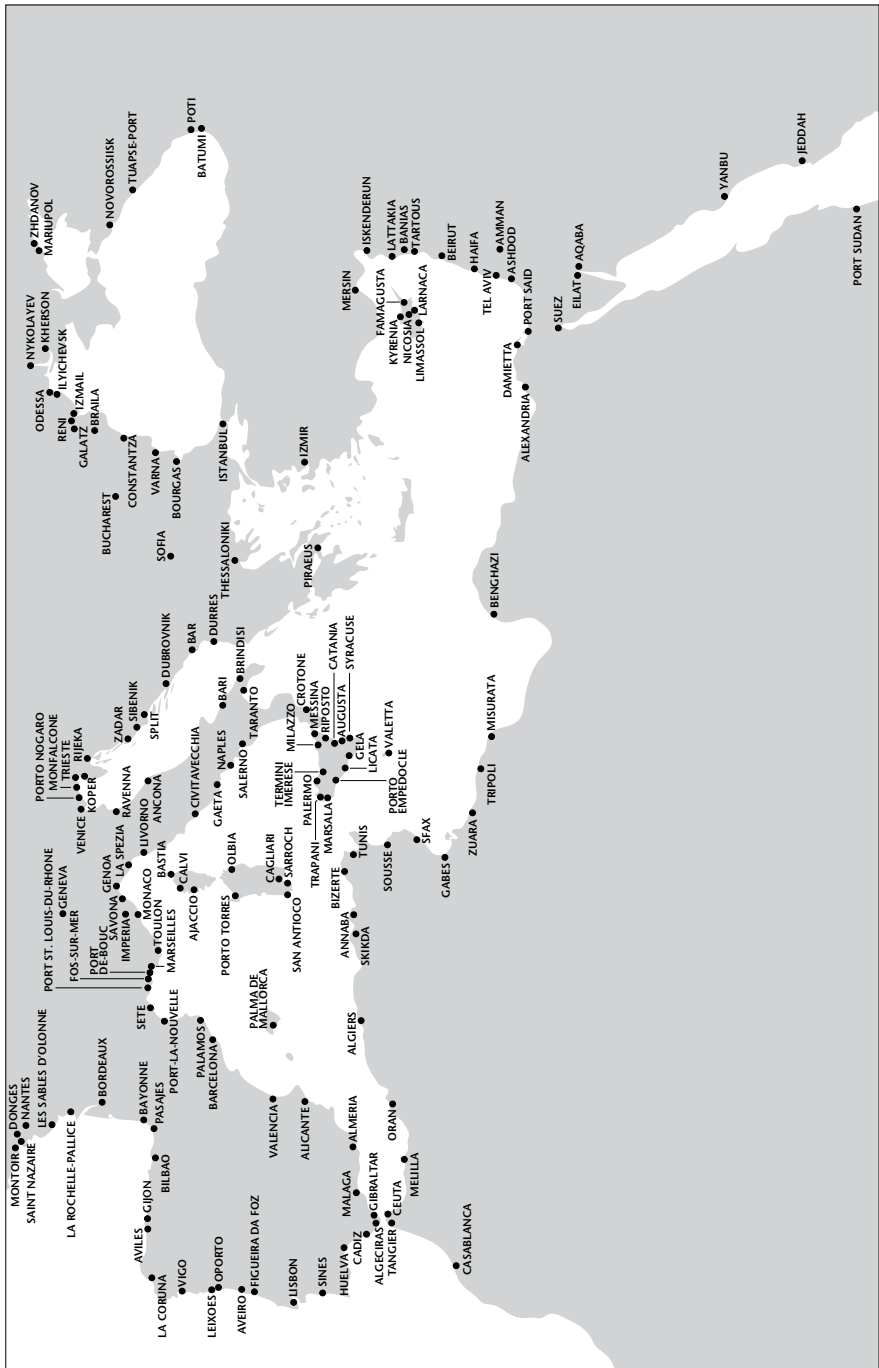 MONTOIR
DONGES
SAINT NAZAIRE
NANTES
LES SABLES D'OLONNE
LA ROCHELLE-PALLICE
BORDEAUX
BAYONNE
PASAJES
BILBAO
GIJON
AVILES
LA CORUNA
VIGO
LEIXOES
OPORTO
AVEIRO
FIGUEIRA DA FOZ
LISBON
SINES
HUELVA
CADIZ
ALGECIRAS
GIBRALTAR
TANGIER
CEUTA
MALAGA
ALMERIA
MELILLA
ORAN
CASABLANCA
ALICANTE
VALENCIA
PALMA DE
MALLORCA
BARCELONA
PALAMOS
PORT-LA-NOUVELLE
SETE
PORT ST. LOUIS-DU-RHONE
FOS-SUR-MER
PORT
DE-BOUC
MARSEILLES
TOULON
GENEVA
MONACO
IMPERIA
SAVONA
GENOA
LA SPEZIA
LIVORNO
BASTIA
CALVI
AJACCIO
OLBIA
PORTO TORRES
CAGLIARI
SARROCH
SAN ANTIOCO
ALGIERS
SKIKDA
ANNABA
BIZERTE
TUNIS
SOUSSE
SFAX
GABES
ZUARA
TRIPOLI
MISURATA
BENGHAZI
CIVITAVECCHIA
GAETA
NAPLES
SALERNO
TERMINI
IMERESE
PALERMO
TRAPANI
MARSALA
MILAZZO
CROTONE
MESSINA
RIPOSTO
CATANIA
AUGUSTA
SYRACUSE
GELA
LICATA
PORTO
EMPEDOCLE
VALETTA
TARANTO
BRINDISI
BARI
ANCONA
RAVENNA
VENICE
PORTO NOGARO
MONFALCONE
TRIESTE
KOPER
RIJEKA
ZADAR
SIBENIK
SPLIT
DUBROVNIK
BAR
DURRES
THESSALONIKI
PIRAEUS
SOFIA
BUCHAREST
IZMIR
ISTANBUL
BOURGAS
VARNA
CONSTANTZA
BRAILA
GALATZ
RENI
IZMAIL
ODESSA
ILYICHEVSK
NYKOLAYEV
KHERSON
ZHDANOV
MARIUPOL
NOVOROSSIISK
TUAPSE-PORT
POTI
BATUMI
MERSIN
ISKENDERUN
LATTAKIA
BANIAS
TARTOUS
FAMAGUSTA
KYRENIA
NICOSIA
LARNACA
LIMASSOL
BEIRUT
HAIFA
TEL AVIV
AMMAN
ASHDOD
PORT SAID
DAMIETTA
ALEXANDRIA
SUEZ
EILAT
AQABA
YANBU
JEDDAH
PORT SUDAN